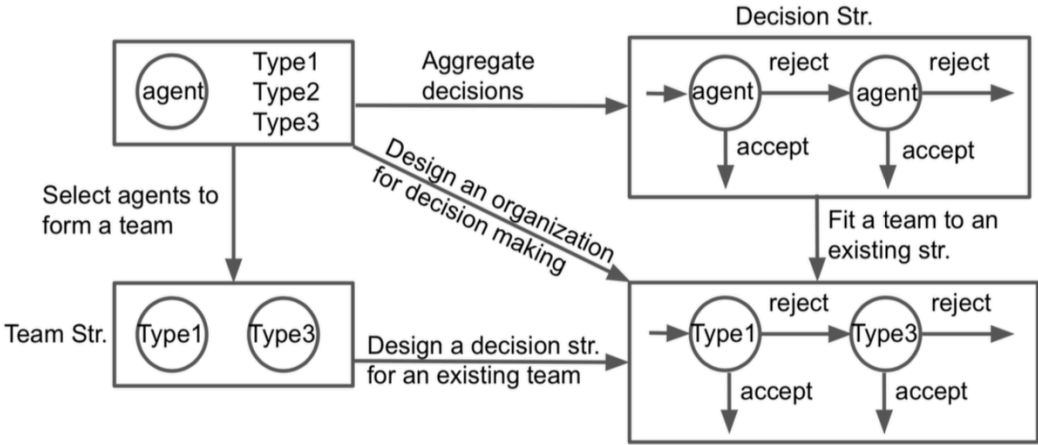 Decision Str.
agent
Type1
Type2
Type3
Aggregate
decisions
agent
reject
agent
reject
accept
accept
Select agents to
form a team
Design an organization
for decision making
Fit a team to an
existing str.
Team Str.
Type1
Type3
Design a decision str.
for an existing team
Type1
reject
Type3
reject
accept
accept